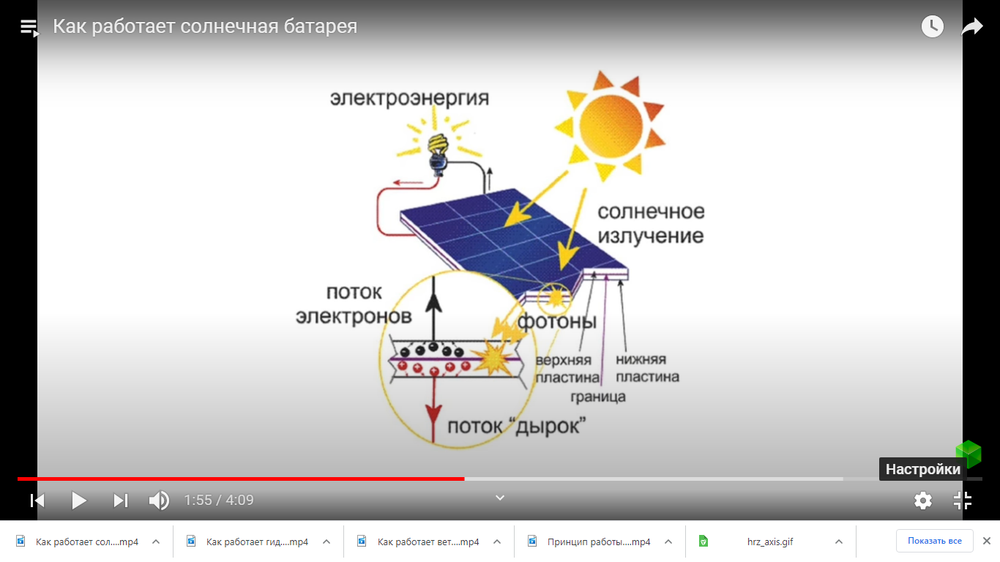 Как работает солнечная батарея
электроэнергия
солнечное
излучение
поток
электронов
фотоны
верхняя
пластина
нижняя
пластина
граница
поток “дырок”
Настройки
1:55 / 4:09
Как работает сол....mp4
Как работает гид....mp4
Как работает вет....mp4
Принцип работы....mp4
hrz_axis.gif
Показать все